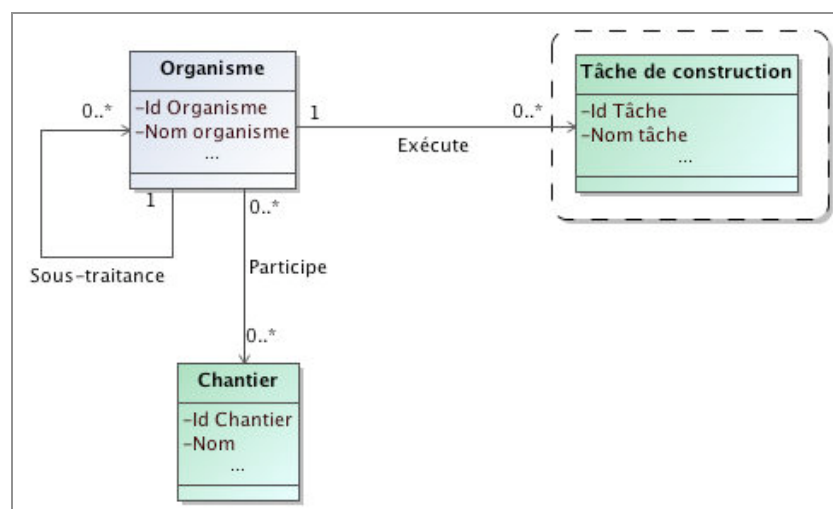 Organisme
-Id Organisme
-Nom organisme
...
0..*
1
Sous-traitance
1
0..*
Exécute
Tâche de construction
-Id Tâche
-Nom tâche
...
0..*
Participe
0..*
Chantier
-Id Chantier
-Nom
...